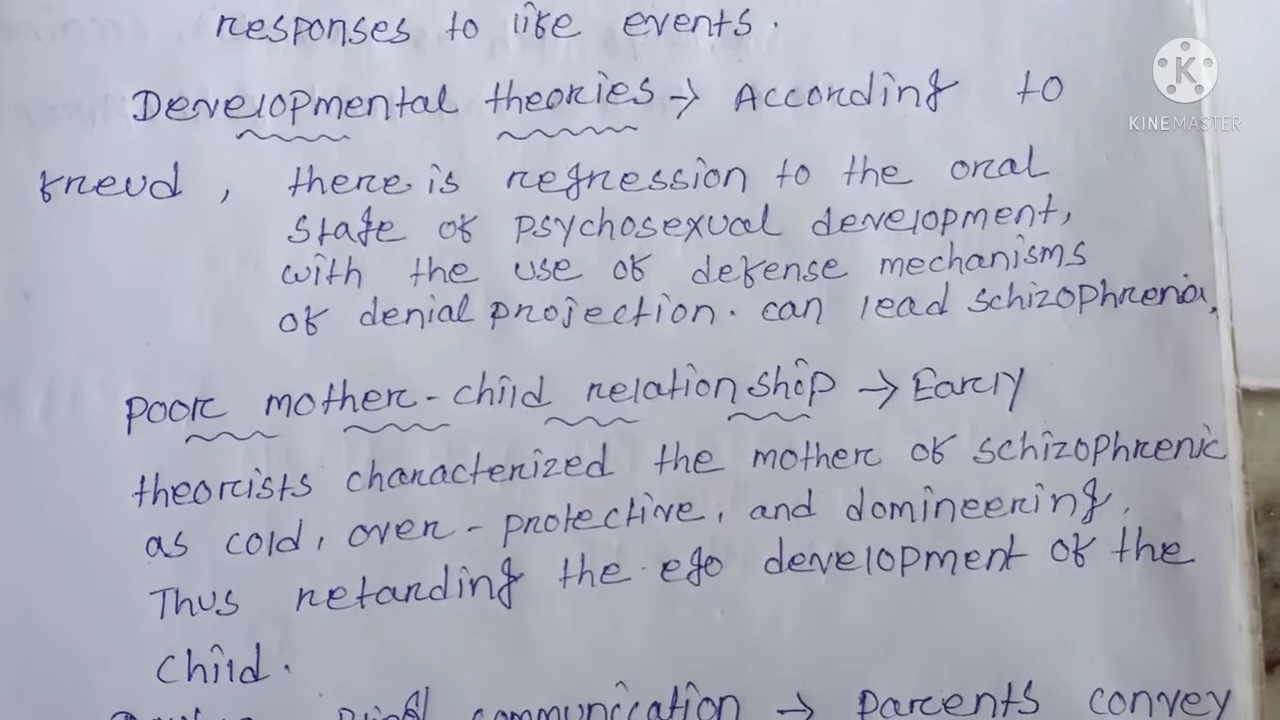 responses to life events.
Developmental theories → According to
freud, there is regression to the oral
State of psychosexual development,
with the use of defense mechanisms
of denial projection. can lead schizophrenia.
Poor mother-child relationship → Early
theorists characterized the mother of schizophrenic
as cold, over-protective, and domineering.
Thus retarding the ego development of the
child.
communication → Parents convey
KINEMASTER